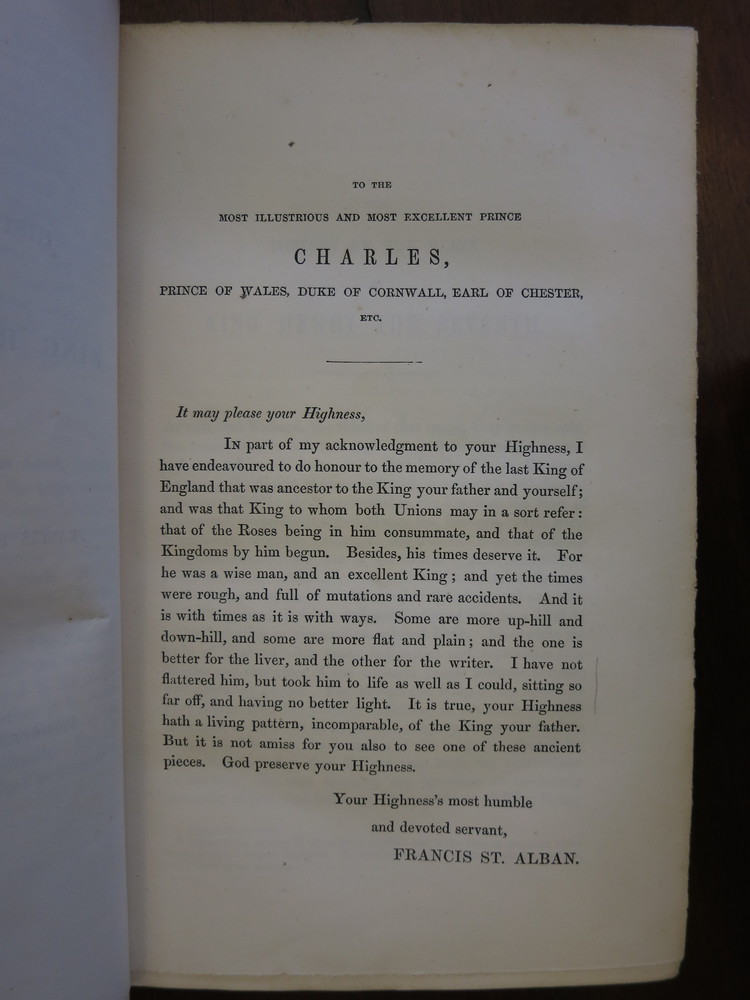 TO THE
MOST ILLUSTRIOUS AND MOST EXCELLENT PRINCE
CHARLES,
PRINCE OF WALES, DUKE OF CORNWALL, EARL OF CHESTER,
ETC.
It may please your Highness,
IN part of my acknowledgment to your Highness, I
have endeavoured to do honour to the memory of the last King of
England that was ancestor to the King your father and yourself;
and was that King to whom both Unions may in a sort refer:
that of the Roses being in him consummate, and that of the
Kingdoms by him begun. Besides, his times deserve it. For
he was a wise man, and an excellent King; and yet the times
were rough, and full of mutations and rare accidents. And it
is with times as it is with ways. Some are more up-hill and
down-hill, and some are more flat and plain; and the one is
better for the liver, and the other for the writer. I have not
flattered him, but took him to life as well as I could, sitting so
far off, and having no better light. It is true, your Highness
hath a living pattern, incomparable, of the King your father.
But it is not amiss for you also to see one of these ancient
pieces. God preserve your Highness.
Your Highness's most humble
and devoted servant,
FRANCIS ST. ALBAN.